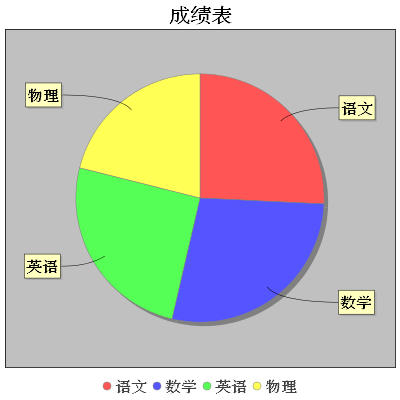 成绩表
物理
语文
英语
数学
语文 数学 英语 物理